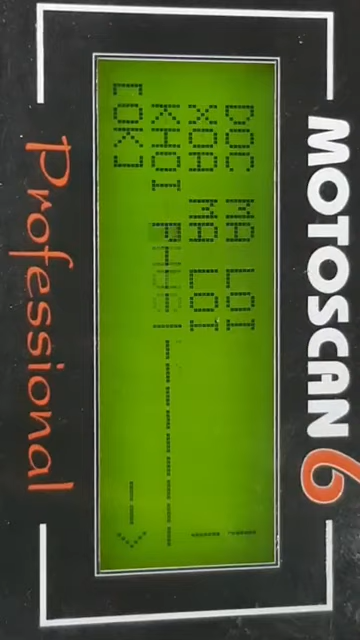 MOTOSCAN 6
DOC MA LOI
XOA MA LOI
KHOI
[OK]
-->
Professional